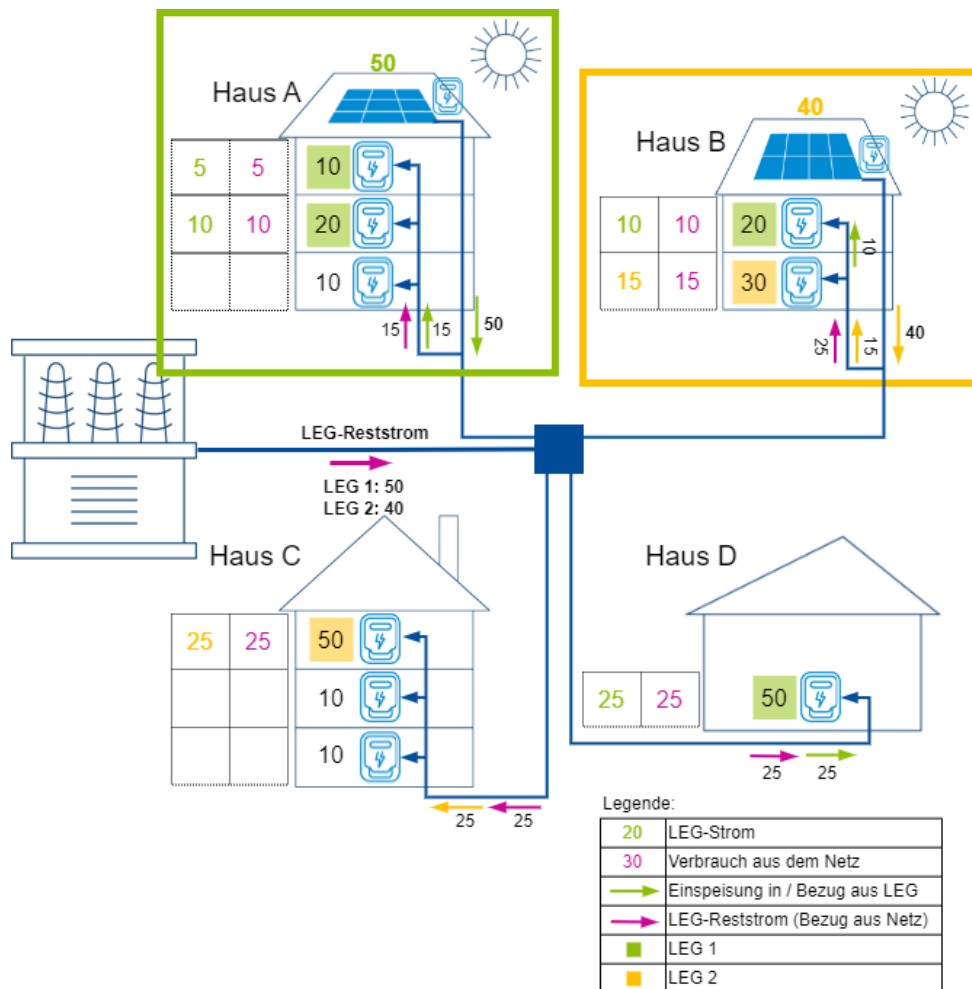 50
Haus A
5 5 10
10 10 20
10
15 15 50
40
Haus B
10 10 20 10
15 15 30
25 15 40
LEG-Reststrom
LEG 1: 50
LEG 2: 40
Haus C
25 25 50
10
10
25 25
Haus D
25 25 50
25 25
Legende:
20 LEG-Strom
30 Verbrauch aus dem Netz
Einspeisung in / Bezug aus LEG
LEG-Reststrom (Bezug aus Netz)
LEG 1
LEG 2